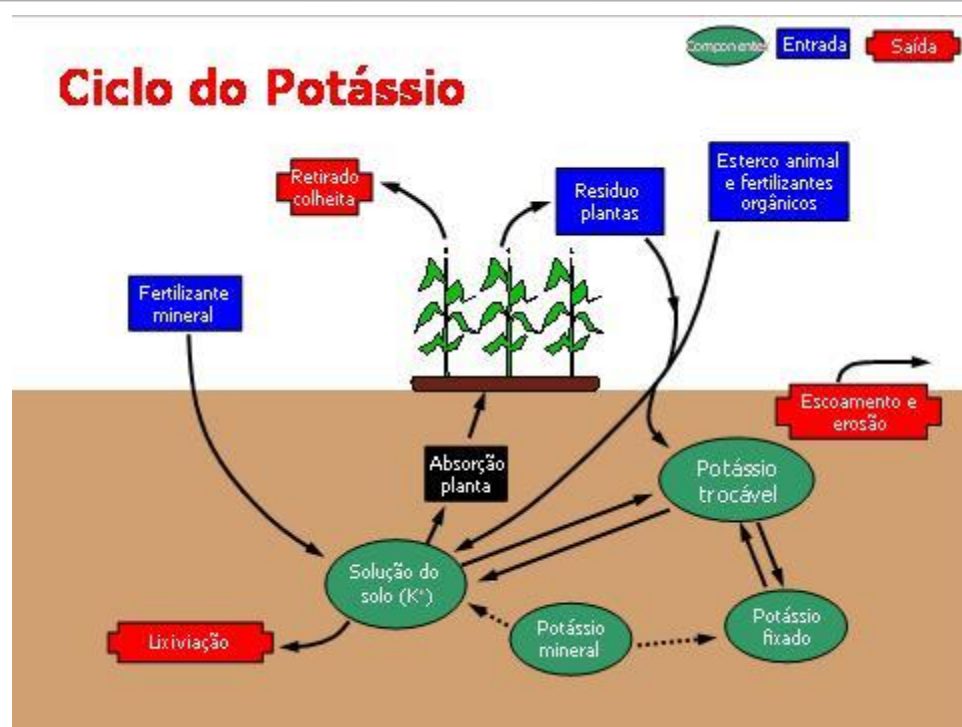 Componentes
Entrada
Saída
Ciclo do Potássio
Retirado
colheita
Residuo
plantas
Esterco animal
e fertilizantes
orgânicos
Fertilizante
mineral
Escoamento e
erosão
Absorção
planta
Potássio
trocável
Solução do
solo (K⁺)
Potássio
mineral
Potássio
fixado
Lixiviação